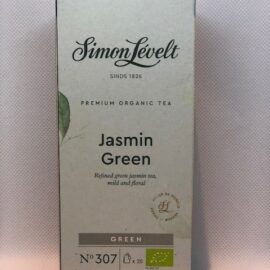 Simon Lévelt
SINDS 1826
PREMIUM ORGANIC TEA
Jasmin
Green
Refined green jasmin tea,
mild and floral
GREEN
Nº 307
x 20